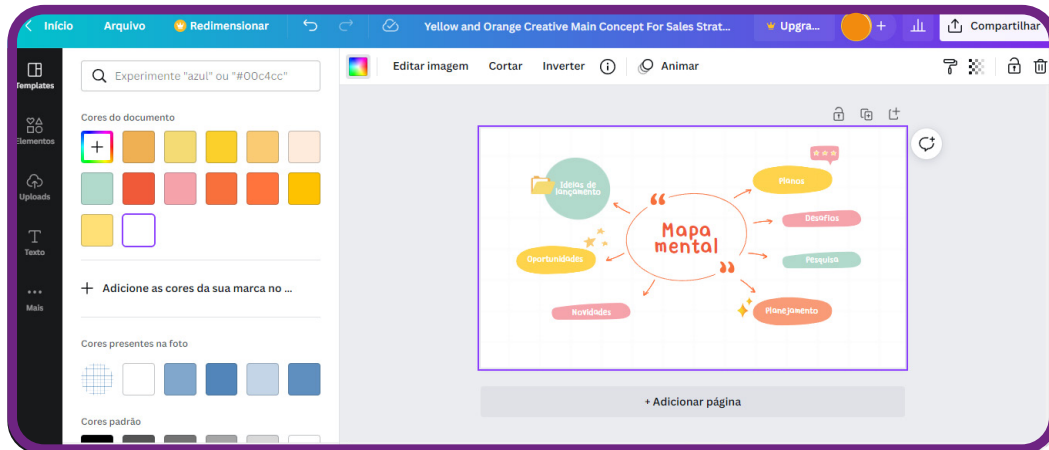 Início
Arquivo
Redimensionar
Yellow and Orange Creative Main Concept For Sales Strat...
Upgra...
Compartilhar
Templates
Elementos
Uploads
Texto
Mais
Experimente "azul" ou "#00c4cc"
Cores do documento
Adicione as cores da sua marca no ...
Cores presentes na foto
Cores padrão
Editar imagem
Cortar
Inverter
Animar
Ideias de
lançamento
Planos
Desafios
Mapa
mental
Oportunidades
Pesquisa
Novidades
Planejamento
+ Adicionar página